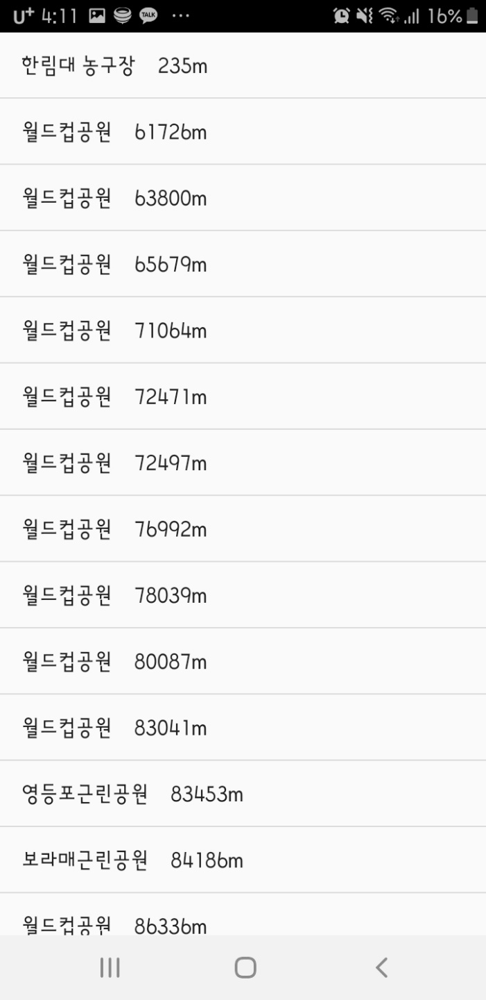 U+ 4:11 TALK ··· 16%
한림대 농구장 235m
월드컵공원 61726m
월드컵공원 63800m
월드컵공원 65679m
월드컵공원 71064m
월드컵공원 72471m
월드컵공원 72497m
월드컵공원 76992m
월드컵공원 78039m
월드컵공원 80087m
월드컵공원 83041m
영등포근린공원 83453m
보라매근린공원 84186m
월드컵공원 86336m